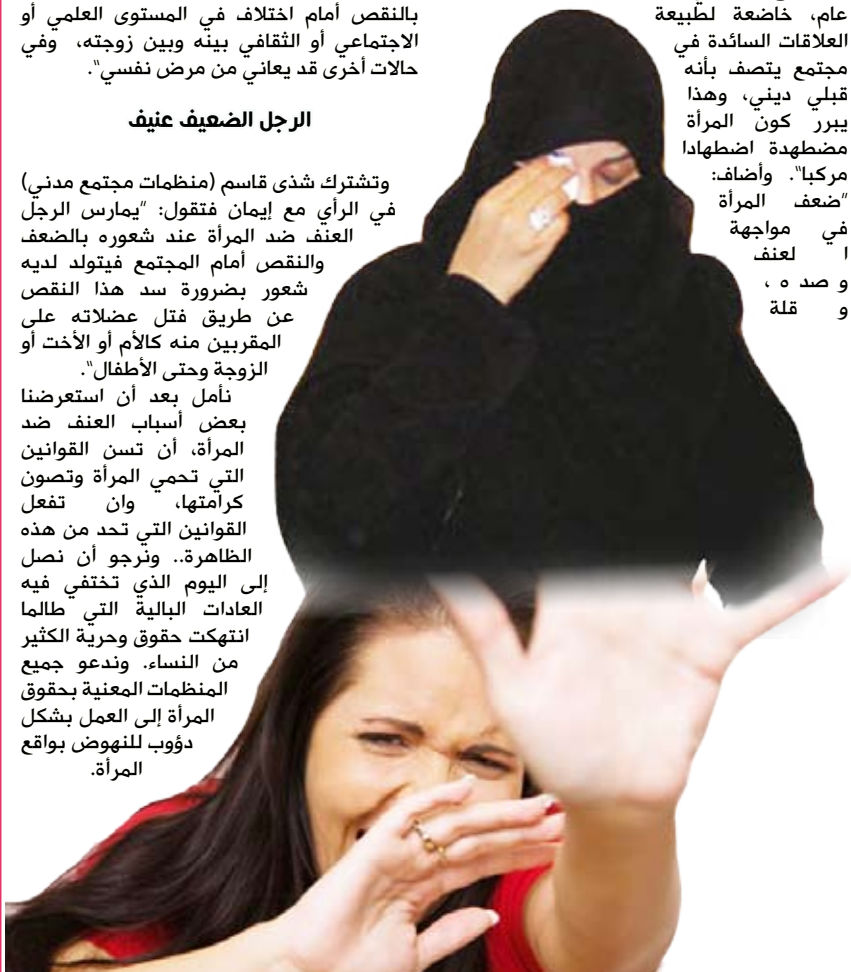 عام، خاضعة لطبيعة
العلاقات السائدة في
مجتمع يتصف بأنه
قبلي ديني، وهذا
يبرر كون المرأة
مضطهدة اضطهادا
مركبا". وأضاف:
"ضعف المرأة
في مواجهة
ا لعنف
و صد ه ،
و قلة
بالنقص أمام اختلاف في المستوى العلمي أو
الاجتماعي أو الثقافي بينه وبين زوجته، وفي
حالات أخرى قد يعاني من مرض نفسي".
الرجل الضعيف عنيف
وتشترك شذى قاسم (منظمات مجتمع مدني)
في الرأي مع إيمان فتقول: "يمارس الرجل
العنف ضد المرأة عند شعوره بالضعف
والنقص أمام المجتمع فيتولد لديه
شعور بضرورة سد هذا النقص
عن طريق فتل عضلاته على
المقربين منه كالأم أو الأخت أو
الزوجة وحتى الأطفال".
نأمل بعد أن استعرضنا
بعض أسباب العنف ضد
المرأة، أن تسن القوانين
التي تحمي المرأة وتصون
كرامتها، وان تفعل
القوانين التي تحد من هذه
الظاهرة.. ونرجو أن نصل
إلى اليوم الذي تختفي فيه
العادات البالية التي طالما
انتهكت حقوق وحرية الكثير
من النساء. وندعو جميع
المنظمات المعنية بحقوق
المرأة إلى العمل بشكل
دؤوب للنهوض بواقع
المرأة.